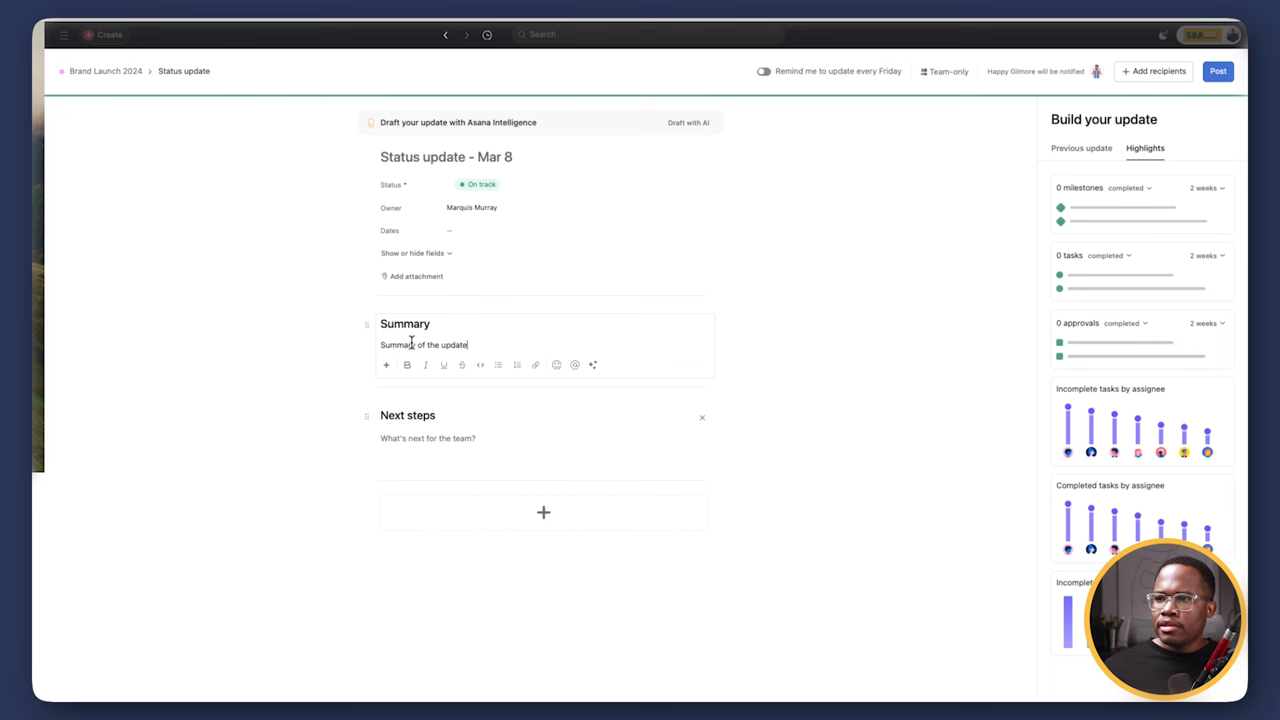 Create
Search
SBA
Brand Launch 2024 › Status update
Remind me to update every Friday
Team-only
Happy Gilmore will be notified
+ Add recipients
Post
Draft your update with Asana Intelligence
Draft with AI
Status update - Mar 8
Status * On track
Owner Marquis Murray
Dates –
Show or hide fields
Add attachment
Summary
Summary of the update
Next steps
What's next for the team?
Build your update
Previous update Highlights
0 milestones completed 2 weeks
0 tasks completed 2 weeks
0 approvals completed 2 weeks
Incomplete tasks by assignee
Completed tasks by assignee